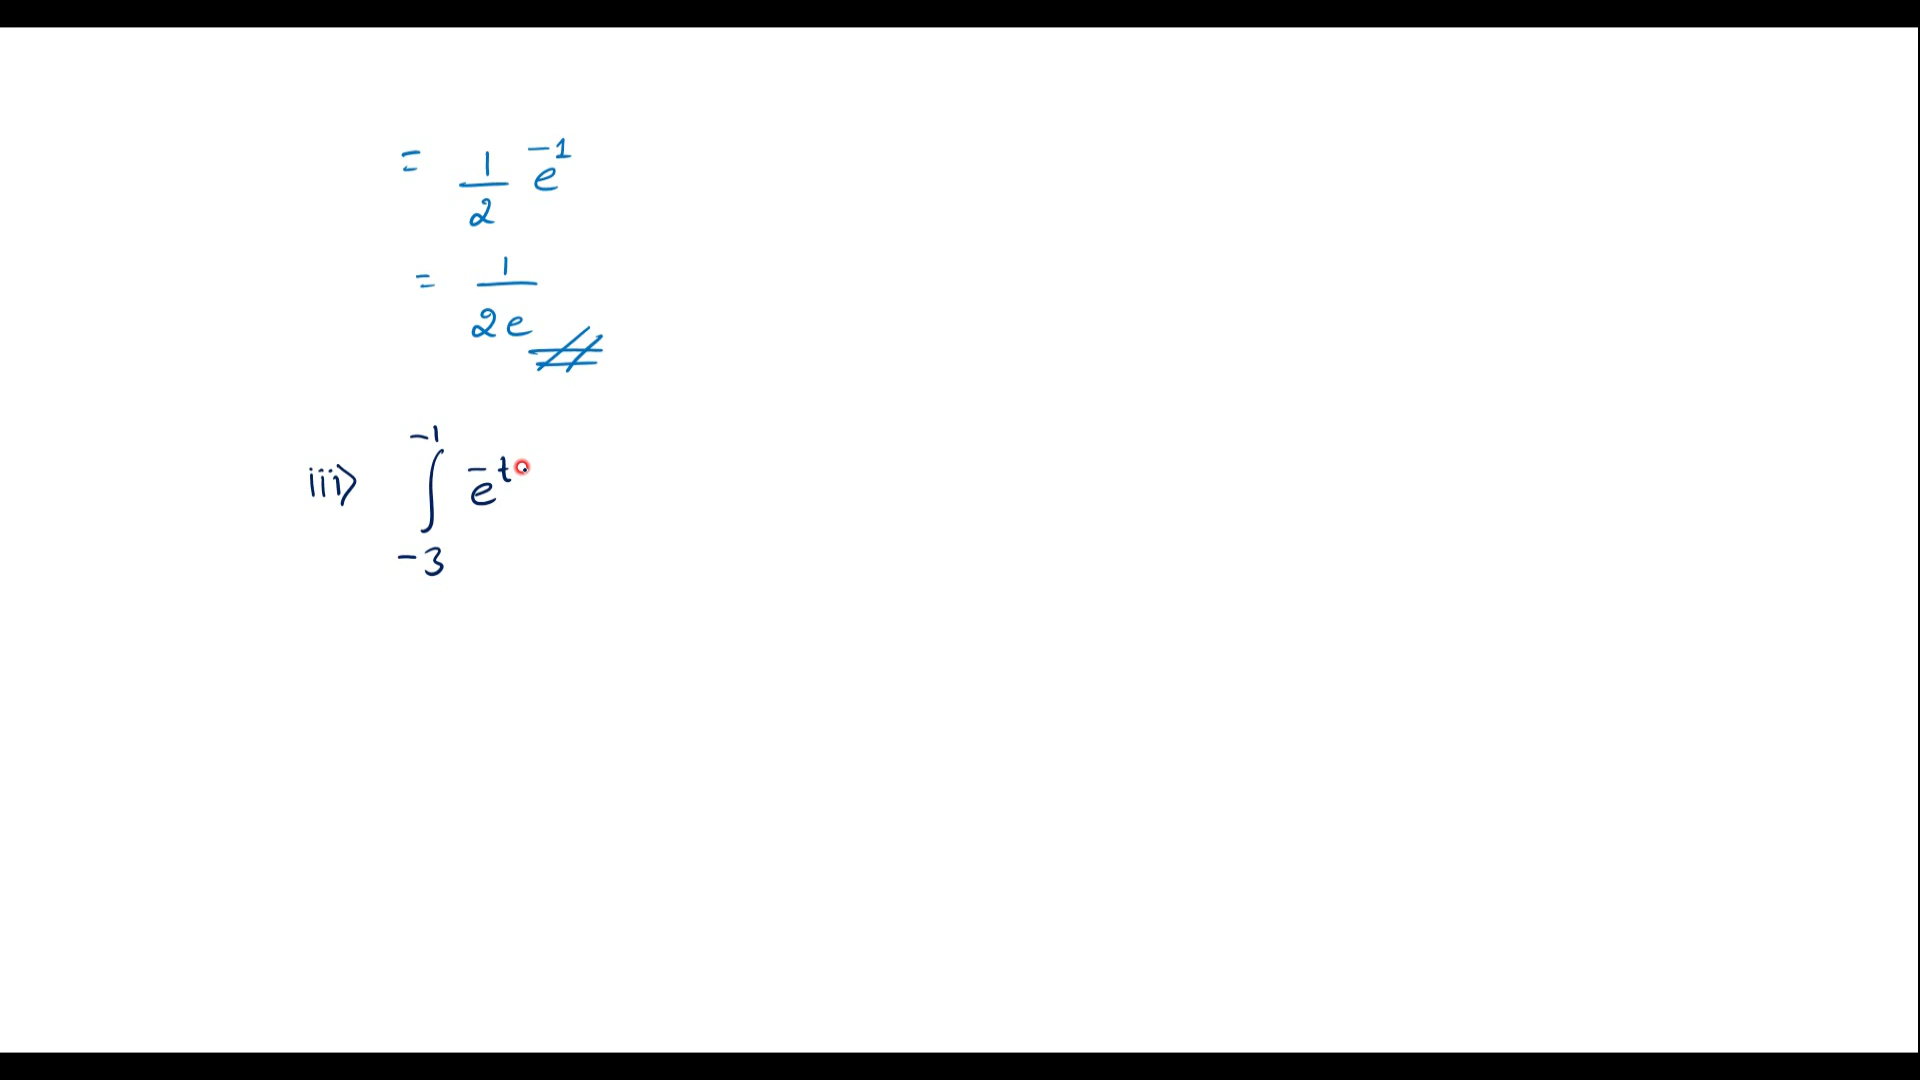 = 1/2 e^{-1}
= 1/2e
iii) ∫_{-3}^{-1} e^{-t}